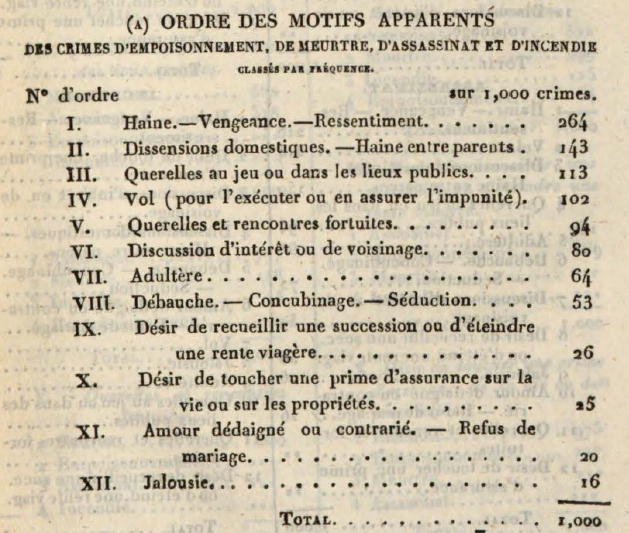 (A) ORDRE DES MOTIFS APPARENTS
DES CRIMES D'EMPOISONNEMENT, DE MEURTRE, D'ASSASSINAT ET D'INCENDIE
CLASSÉS PAR FRÉQUENCE.
N° d'ordre sur 1,000 crimes.
I. Haine.—Vengeance.—Ressentiment. . . . . . . 264
II. Dissensions domestiques. —Haine entre parents . 143
III. Querelles au jeu ou dans les lieux publics. . . . 113
IV. Vol (pour l'exécuter ou en assurer l'impunité). 102
V. Querelles et rencontres fortuites. . . . . . . . 94
VI. Discussion d'intérêt ou de voisinage. . . . . . . 80
VII. Adultère . . . . . . . . . . . . . . . . 64
VIII. Débauche. — Concubinage. — Séduction. . . . 53
IX. Désir de recueillir une succession ou d'éteindre
une rente viagère. . . . . . . . . . . . 26
X. Désir de toucher une prime d'assurance sur la
vie ou sur les propriétés. . . . . . . . . 25
XI. Amour dédaigné ou contrarié. — Refus de
mariage. . . . . . . . . . . . . . . . 20
XII. Jalousie. . . . . . . . . . . . . . . . . 16
TOTAL. . . . . . . . . . . 1,000